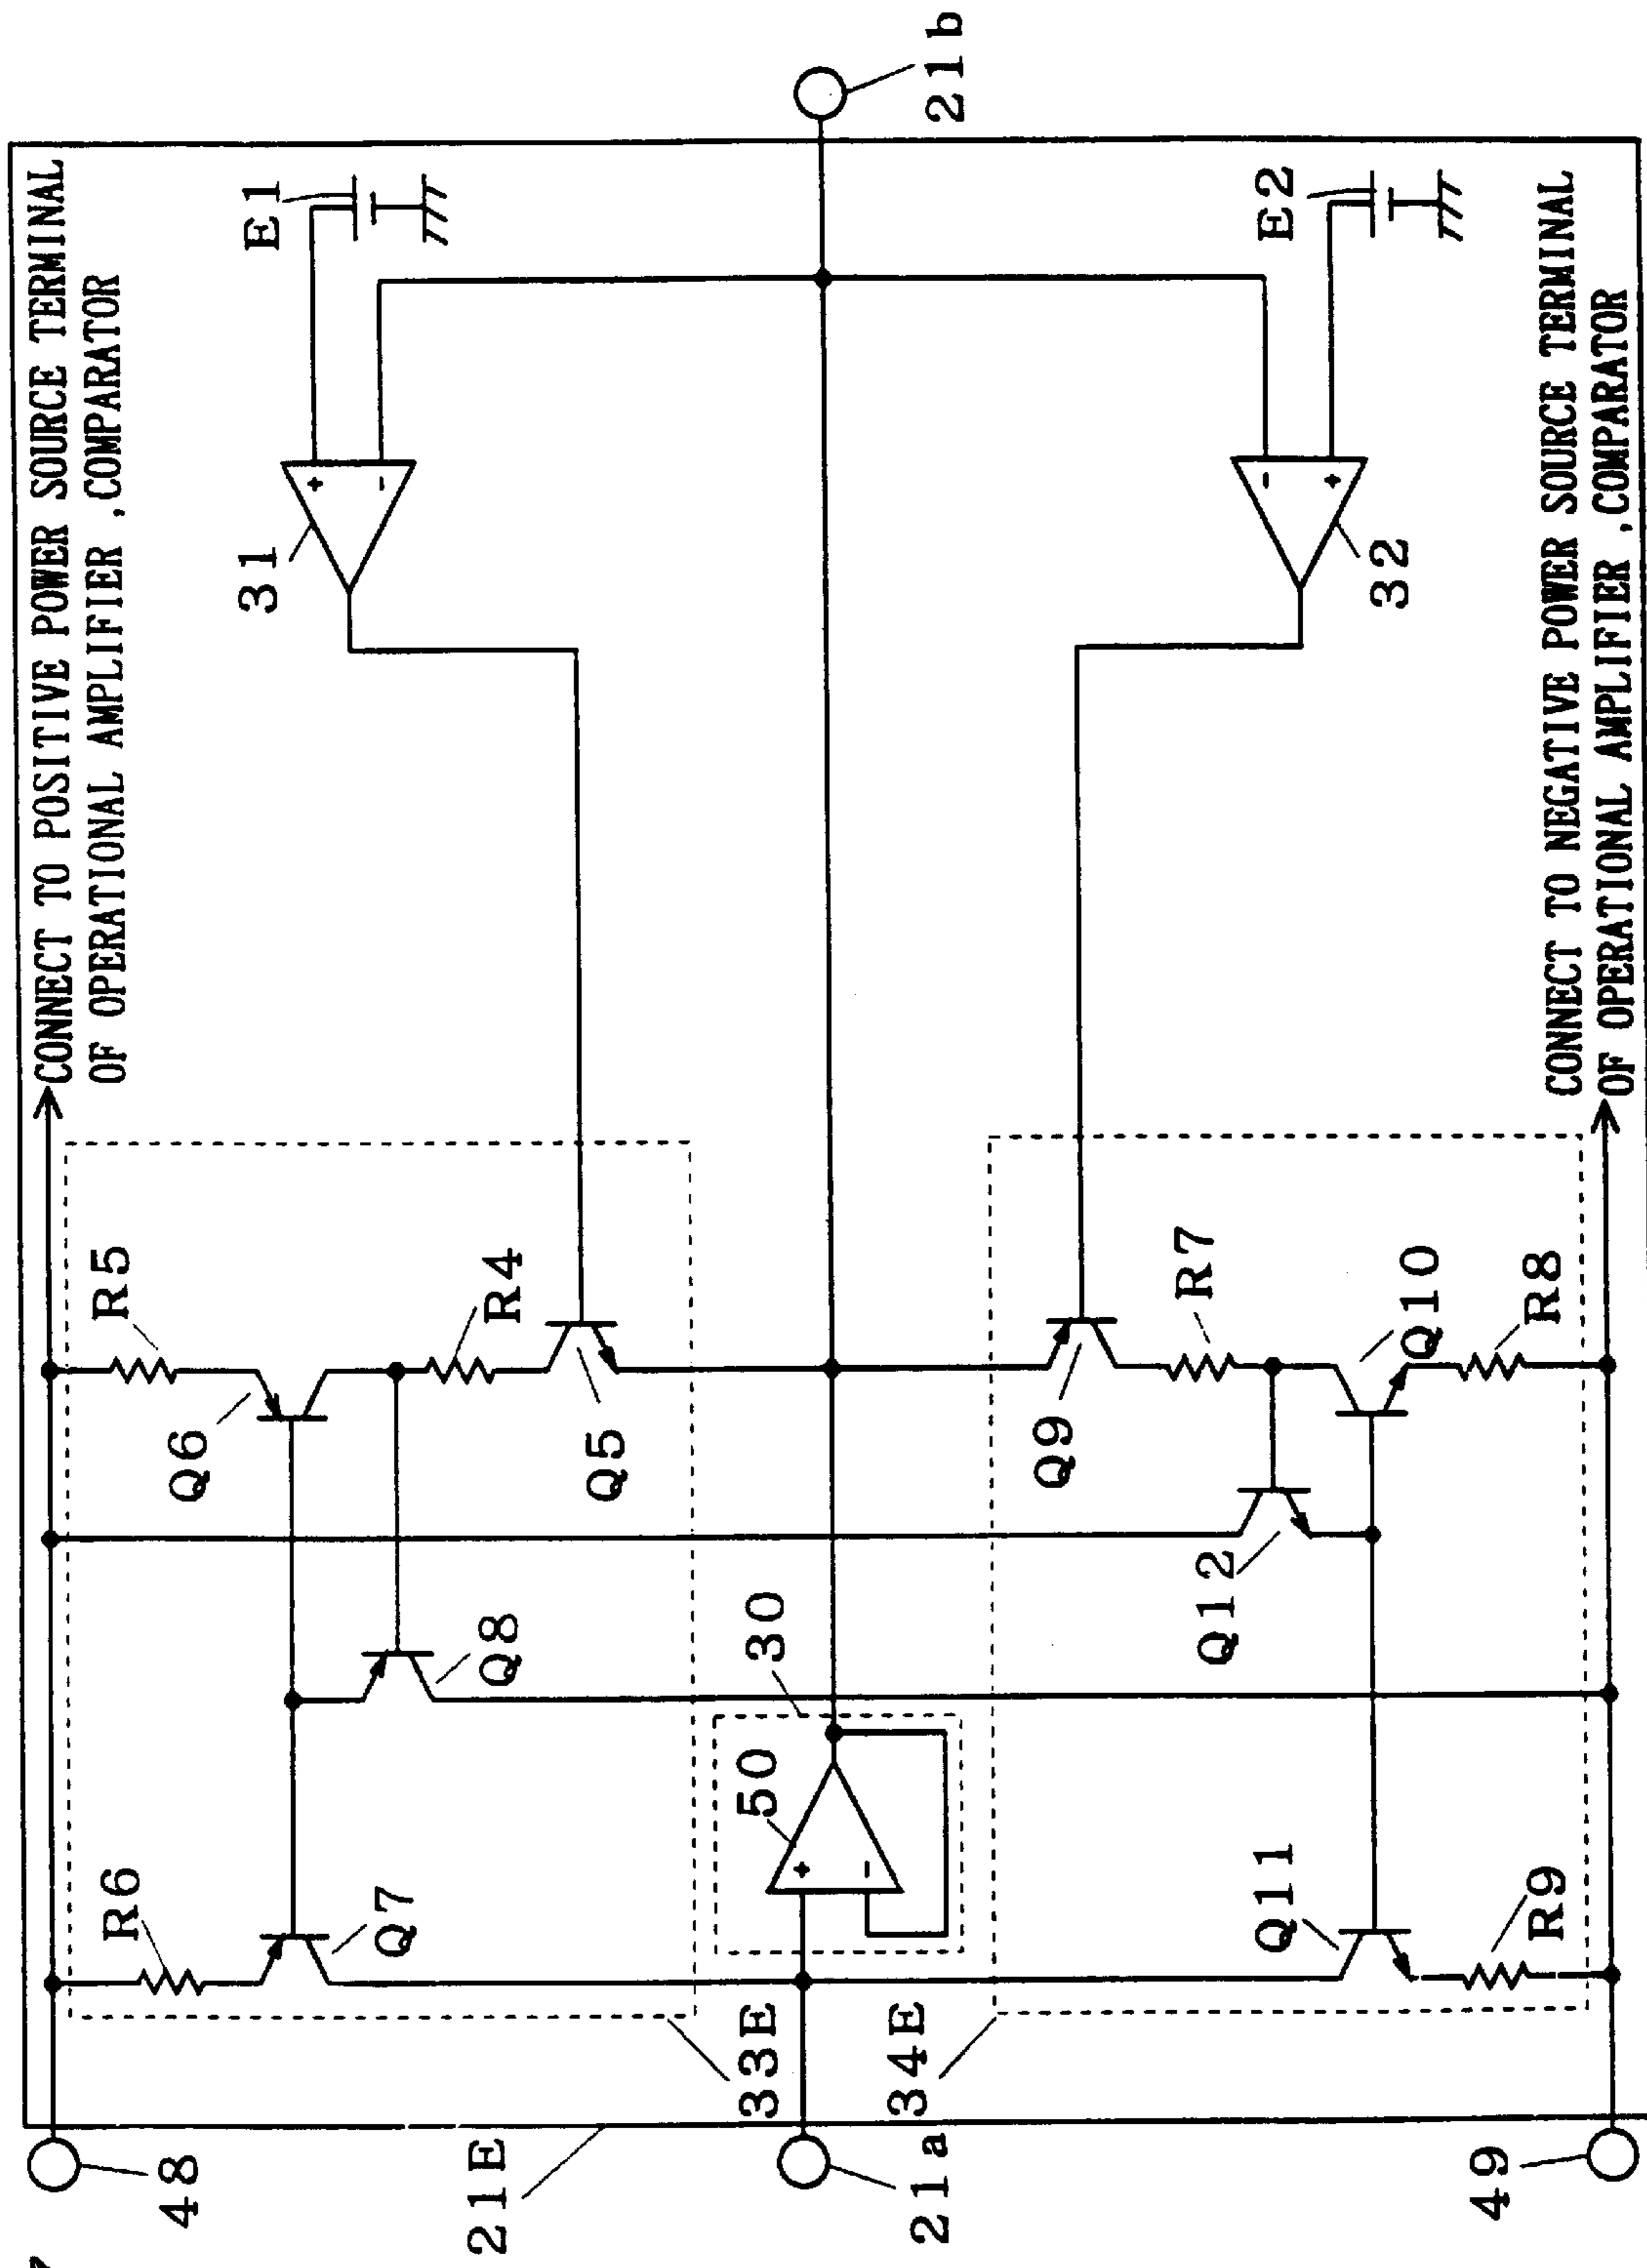 CONNECT TO POSITIVE POWER SOURCE TERMINAL
OF OPERATIONAL AMPLIFIER ,COMPARATOR
48
R6
Q7
R5
Q6
Q8
R4
Q5
31
E1
+
-
33E
21E
21a
50
30
+
-
21b
34E
Q9
R7
Q12
Q10
R8
Q11
R9
32
E2
-
+
49
CONNECT TO NEGATIVE POWER SOURCE TERMINAL
OF OPERATIONAL AMPLIFIER ,COMPARATOR